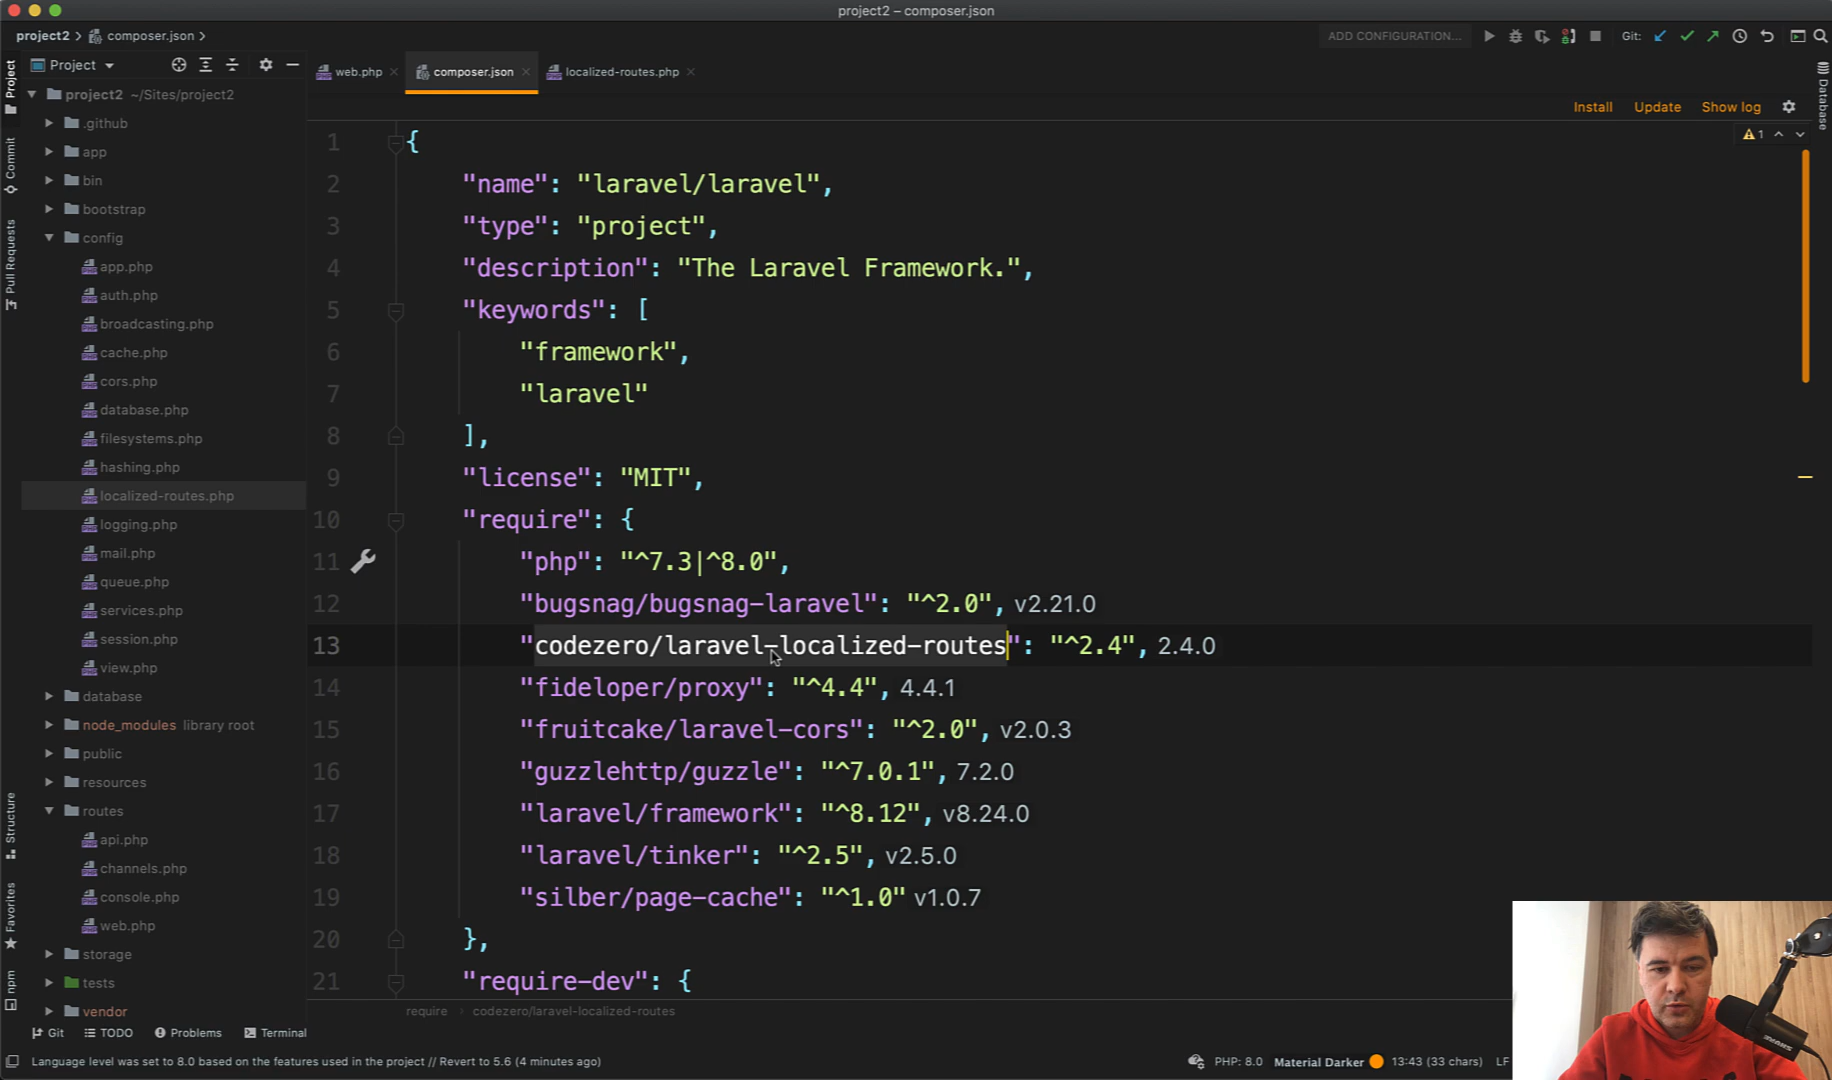 project2 – composer.json
project2 > composer.json >
ADD CONFIGURATION...
Git:
Project
web.php
composer.json
localized-routes.php
Install Update Show log
1
Project
Commit
Pull Requests
Structure
Favorites
npm
Database
project2 ~/Sites/project2
.github
app
bin
bootstrap
config
app.php
auth.php
broadcasting.php
cache.php
cors.php
database.php
filesystems.php
hashing.php
localized-routes.php
logging.php
mail.php
queue.php
services.php
session.php
view.php
database
node_modules library root
public
resources
routes
api.php
channels.php
console.php
web.php
storage
tests
vendor
1 {
2 "name": "laravel/laravel",
3 "type": "project",
4 "description": "The Laravel Framework.",
5 "keywords": [
6 "framework",
7 "laravel"
8 ],
9 "license": "MIT",
10 "require": {
11 "php": "^7.3|^8.0",
12 "bugsnag/bugsnag-laravel": "^2.0", v2.21.0
13 "codezero/laravel-localized-routes": "^2.4", 2.4.0
14 "fideloper/proxy": "^4.4", 4.4.1
15 "fruitcake/laravel-cors": "^2.0", v2.0.3
16 "guzzlehttp/guzzle": "^7.0.1", 7.2.0
17 "laravel/framework": "^8.12", v8.24.0
18 "laravel/tinker": "^2.5", v2.5.0
19 "silber/page-cache": "^1.0" v1.0.7
20 },
21 "require-dev": {
require > codezero/laravel-localized-routes
Git TODO Problems Terminal
Language level was set to 8.0 based on the features used in the project // Revert to 5.6 (4 minutes ago)
PHP: 8.0 Material Darker 13:43 (33 chars) LF